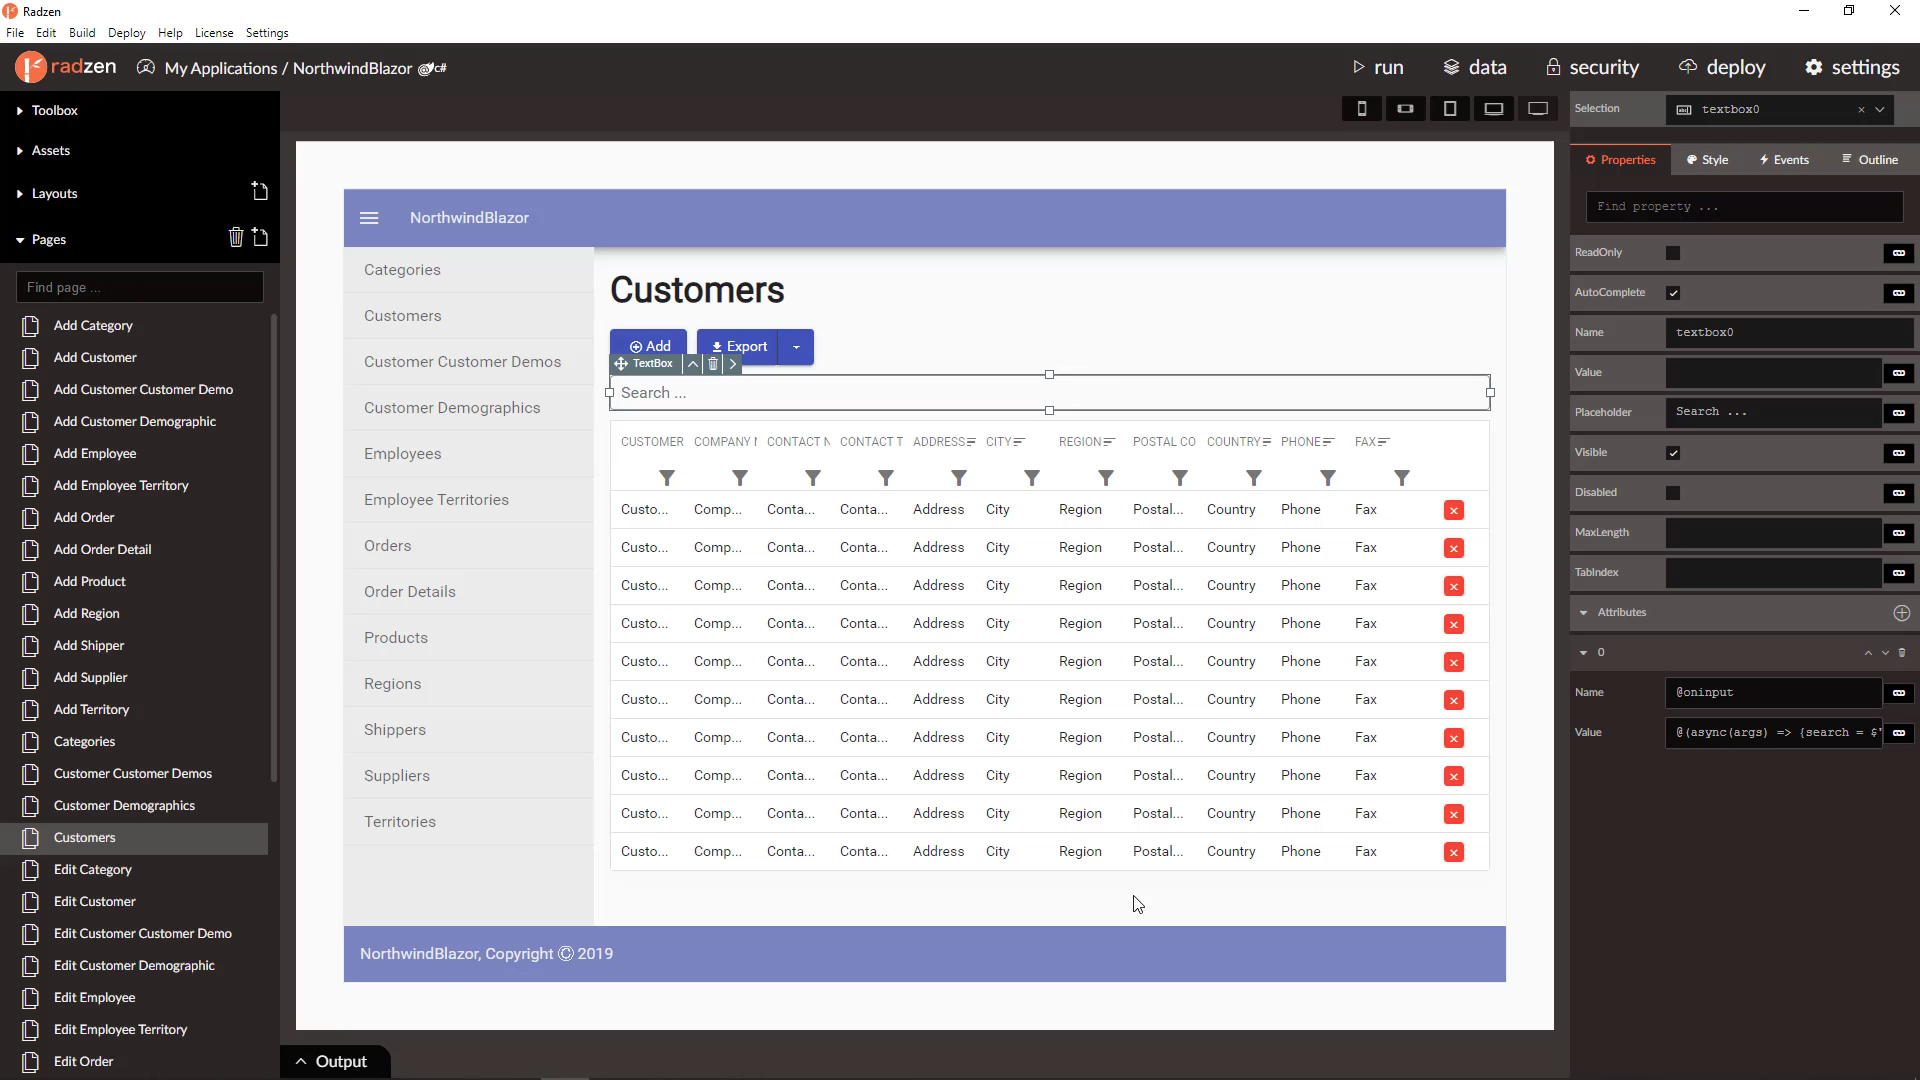 Radzen
File Edit Build Deploy Help License Settings
radzen My Applications / NorthwindBlazor C#
run data security deploy settings
Toolbox
Assets
Layouts
Pages
Find page ...
Add Category
Add Customer
Add Customer Customer Demo
Add Customer Demographic
Add Employee
Add Employee Territory
Add Order
Add Order Detail
Add Product
Add Region
Add Shipper
Add Supplier
Add Territory
Categories
Customer Customer Demos
Customer Demographics
Customers
Edit Category
Edit Customer
Edit Customer Customer Demo
Edit Customer Demographic
Edit Employee
Edit Employee Territory
Edit Order
NorthwindBlazor
Categories
Customers
Customer Customer Demos
Customer Demographics
Employees
Employee Territories
Orders
Order Details
Products
Regions
Shippers
Suppliers
Territories
Customers
Add Export
TextBox
Search ...
CUSTOMER COMPANY CONTACT N CONTACT T ADDRESS CITY REGION POSTAL CO COUNTRY PHONE FAX
Custo... Comp... Conta... Conta... Address City Region Postal... Country Phone Fax
Custo... Comp... Conta... Conta... Address City Region Postal... Country Phone Fax
Custo... Comp... Conta... Conta... Address City Region Postal... Country Phone Fax
Custo... Comp... Conta... Conta... Address City Region Postal... Country Phone Fax
Custo... Comp... Conta... Conta... Address City Region Postal... Country Phone Fax
Custo... Comp... Conta... Conta... Address City Region Postal... Country Phone Fax
Custo... Comp... Conta... Conta... Address City Region Postal... Country Phone Fax
Custo... Comp... Conta... Conta... Address City Region Postal... Country Phone Fax
Custo... Comp... Conta... Conta... Address City Region Postal... Country Phone Fax
Custo... Comp... Conta... Conta... Address City Region Postal... Country Phone Fax
NorthwindBlazor, Copyright © 2019
Output
Selection textbox0
Properties Style Events Outline
Find property ...
ReadOnly
AutoComplete
Name textbox0
Value
Placeholder Search ...
Visible
Disabled
MaxLength
TabIndex
Attributes
0
Name @oninput
Value @(async(args) => {search = $"